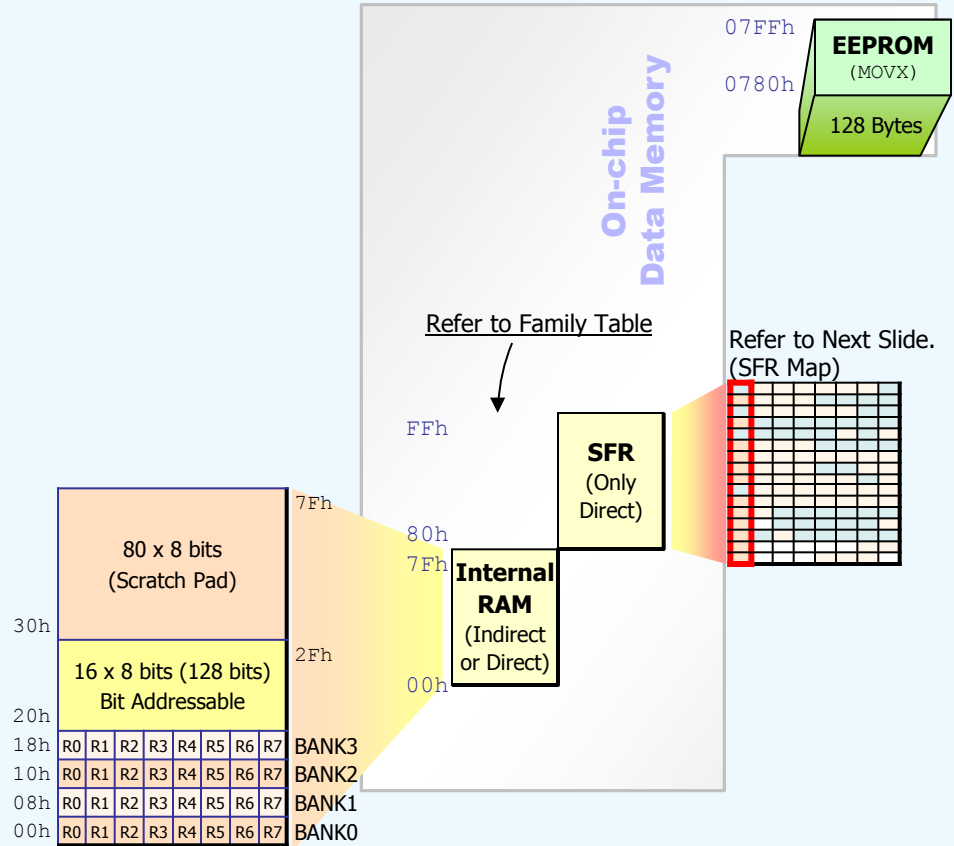 07FFh
EEPROM
(MOVX)
0780h
128 Bytes
On-chip
Data Memory
Refer to Family Table
Refer to Next Slide.
(SFR Map)
FFh
SFR
(Only
Direct)
80h
7Fh
Internal
RAM
(Indirect
or Direct)
00h
7Fh
80 x 8 bits
(Scratch Pad)
30h
2Fh
16 x 8 bits (128 bits)
Bit Addressable
20h
18h R0 R1 R2 R3 R4 R5 R6 R7 BANK3
10h R0 R1 R2 R3 R4 R5 R6 R7 BANK2
08h R0 R1 R2 R3 R4 R5 R6 R7 BANK1
00h R0 R1 R2 R3 R4 R5 R6 R7 BANK0